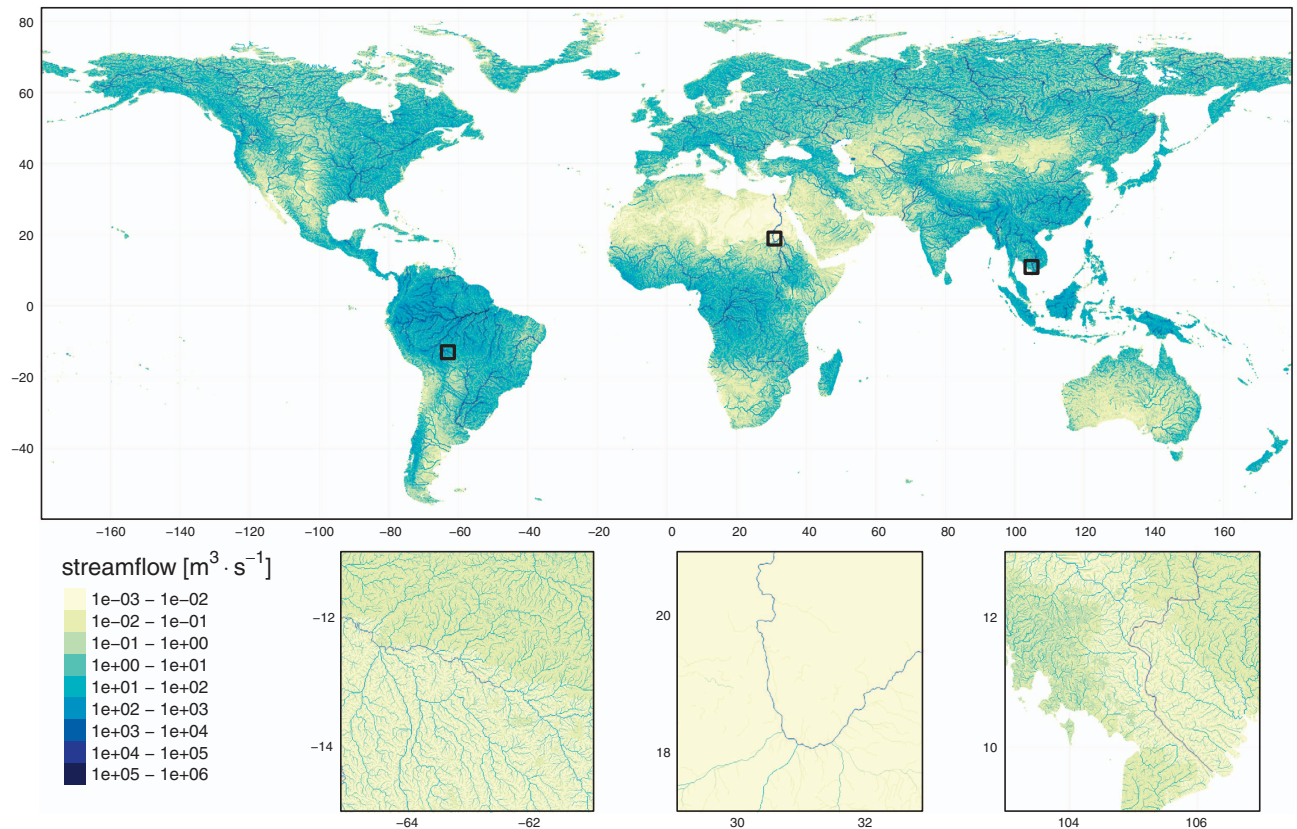 80
60
40
20
0
−20
−40
−160 −140 −120 −100 −80 −60 −40 −20 0 20 40 60 80 100 120 140 160
streamflow [m³ · s⁻¹]
1e−03 − 1e−02
1e−02 − 1e−01
1e−01 − 1e+00
1e+00 − 1e+01
1e+01 − 1e+02
1e+02 − 1e+03
1e+03 − 1e+04
1e+04 − 1e+05
1e+05 − 1e+06
−12
−14
−64 −62
20
18
30 32
12
10
104 106